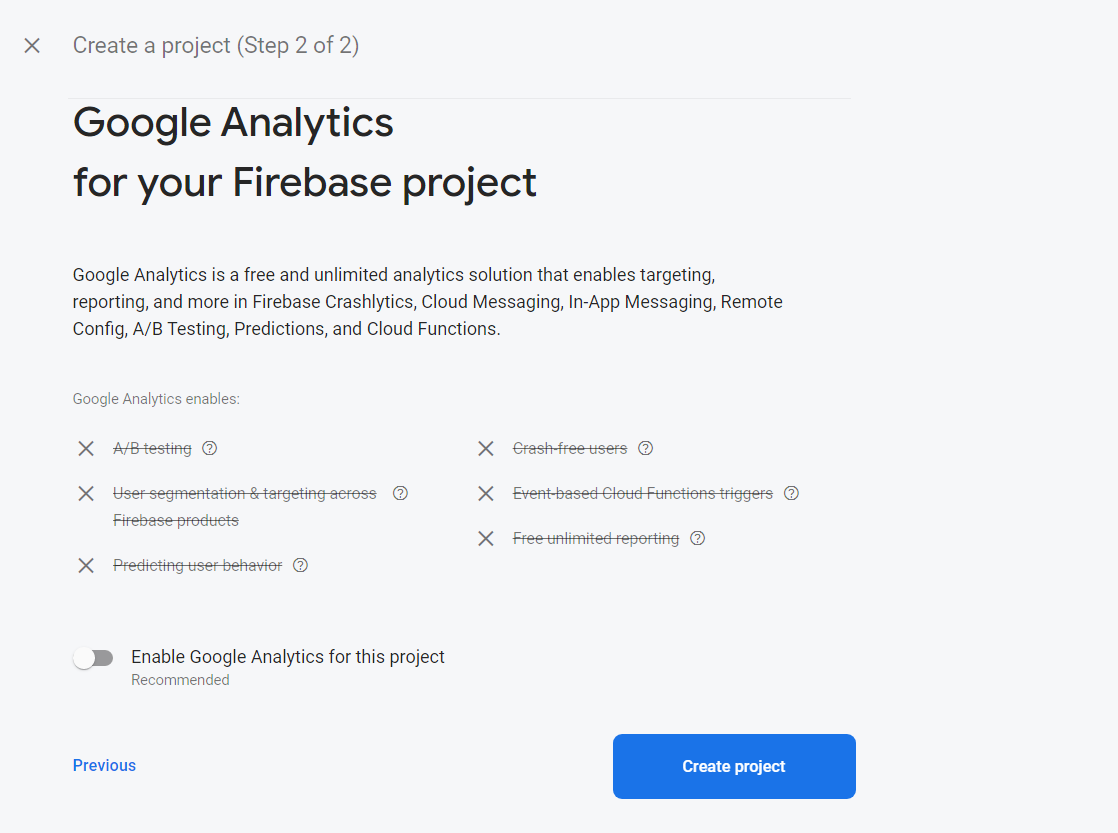 Create a project (Step 2 of 2)
Google Analytics
for your Firebase project
Google Analytics is a free and unlimited analytics solution that enables targeting,
reporting, and more in Firebase Crashlytics, Cloud Messaging, In-App Messaging, Remote
Config, A/B Testing, Predictions, and Cloud Functions.
Google Analytics enables:
A/B testing
User segmentation & targeting across
Firebase products
Predicting user behavior
Crash-free users
Event-based Cloud Functions triggers
Free unlimited reporting
Enable Google Analytics for this project
Recommended
Previous
Create project